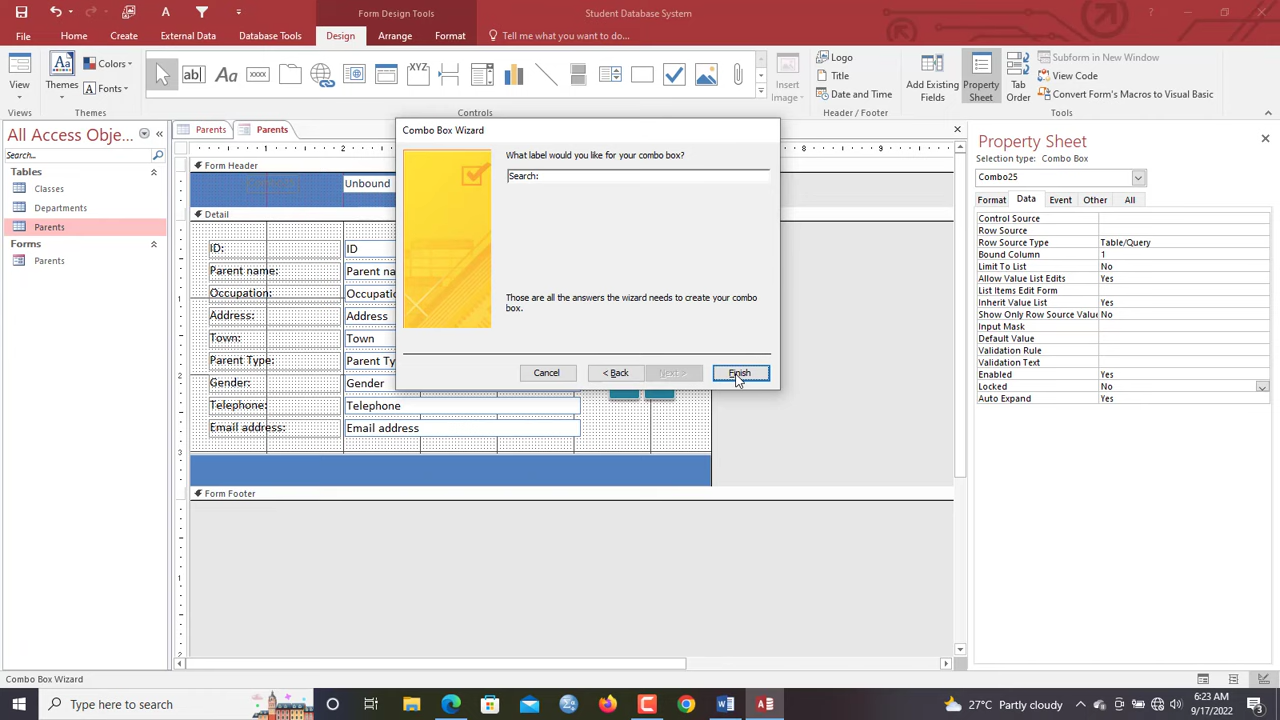 Form Design Tools
Student Database System
File
Home
Create
External Data
Database Tools
Design
Arrange
Format
Tell me what you want to do...
View
Themes
Colors
Fonts
ab
Aa
xxxx
XYZ
Insert
Image
Logo
Title
Date and Time
Add Existing
Fields
Property
Sheet
Tab
Order
Subform in New Window
View Code
Convert Form's Macros to Visual Basic
Views
Themes
Controls
Header / Footer
Tools
All Access Obje...
Search...
Tables
Classes
Departments
Parents
Forms
Parents
Parents
Parents
Form Header
Unbound
Detail
ID:
ID
Parent name:
Parent na
Occupation:
Occupatio
Address:
Address
Town:
Town
Parent Type:
Parent Ty
Gender:
Gender
Telephone:
Telephone
Email address:
Email address
Form Footer
Combo Box Wizard
What label would you like for your combo box?
Search:
Those are all the answers the wizard needs to create your combo
box.
Cancel
< Back
Next >
Finish
Property Sheet
Selection type: Combo Box
Combo25
Format
Data
Event
Other
All
Control Source
Row Source
Row Source Type Table/Query
Bound Column 1
Limit To List No
Allow Value List Edits Yes
List Items Edit Form
Inherit Value List Yes
Show Only Row Source Value No
Input Mask
Default Value
Validation Rule
Validation Text
Enabled Yes
Locked No
Auto Expand Yes
Combo Box Wizard
Type here to search
27°C Partly cloudy
6:23 AM
9/17/2022